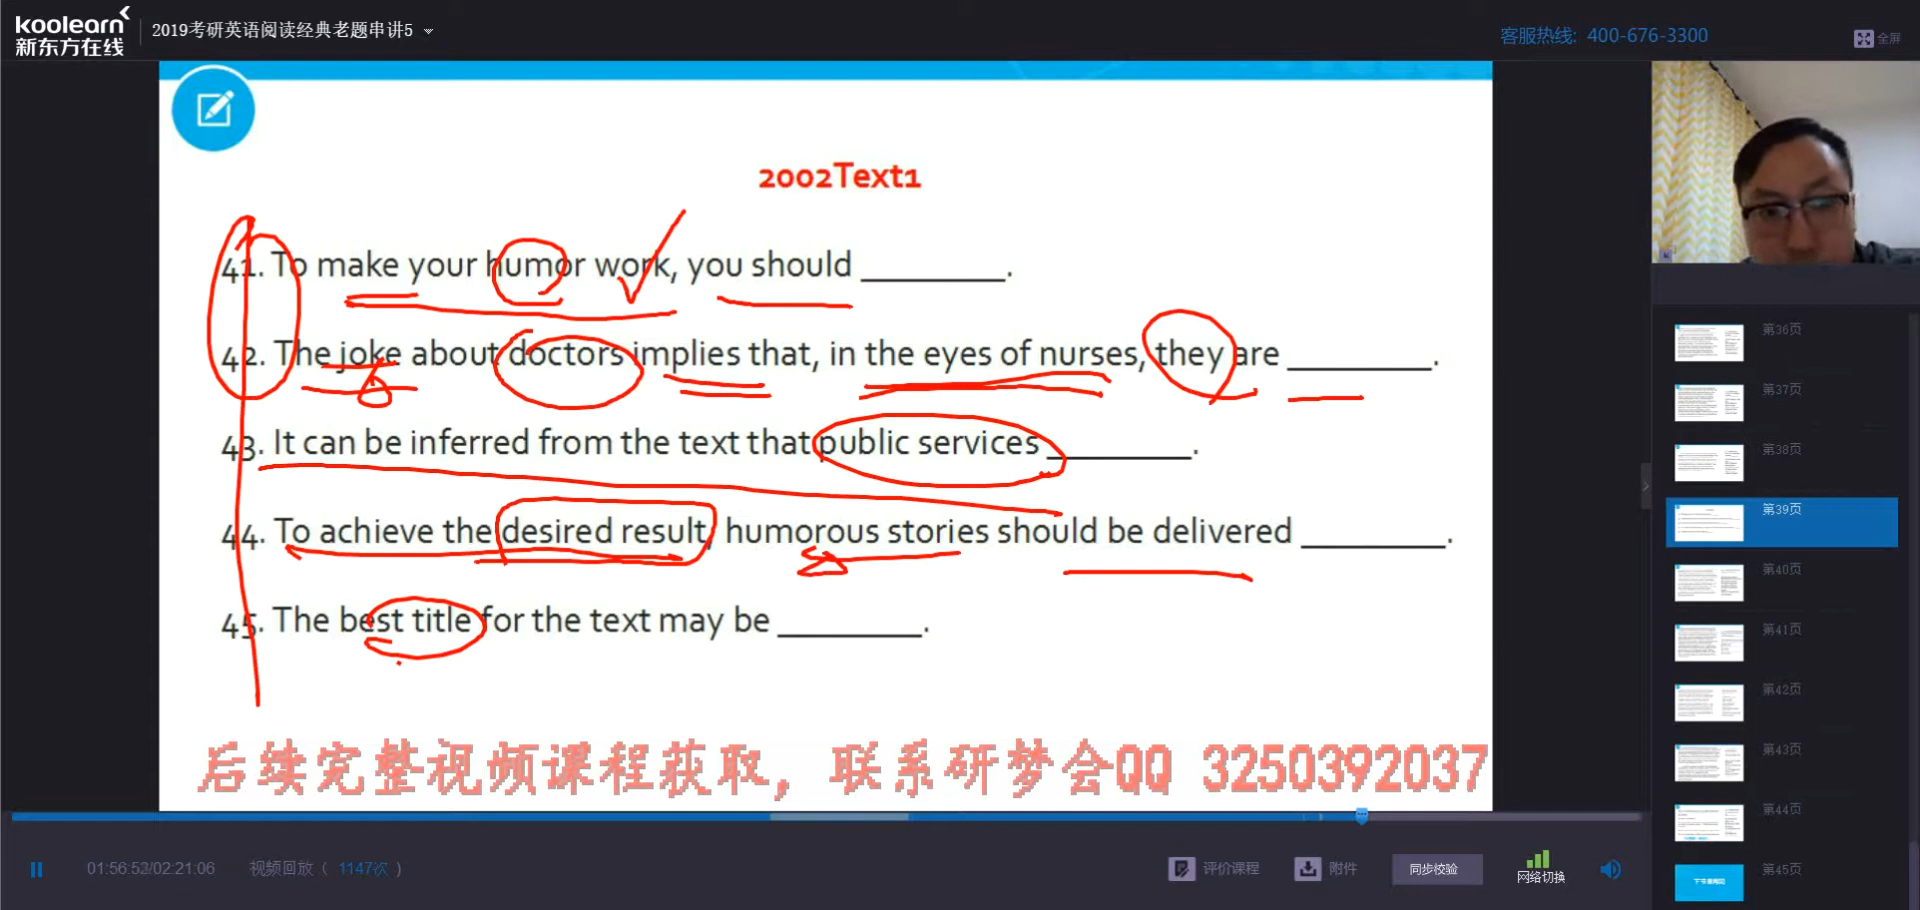 koolearn
新东方在线
2019考研英语阅读经典老题串讲5
客服热线: 400-676-3300
全屏
2002Text1
41. To make your humor work, you should __________.
42. The joke about doctors implies that, in the eyes of nurses, they are __________.
43. It can be inferred from the text that public services __________.
44. To achieve the desired result, humorous stories should be delivered __________.
45. The best title for the text may be __________.
后续完整视频课程获取，联系研梦会QQ 3250392037
第36页
第37页
第38页
第39页
第40页
第41页
第42页
第43页
第44页
第45页
01:56:53/02:21:06
视频回放（ 1147次 ）
评价课程
附件
同步校验
网络切换